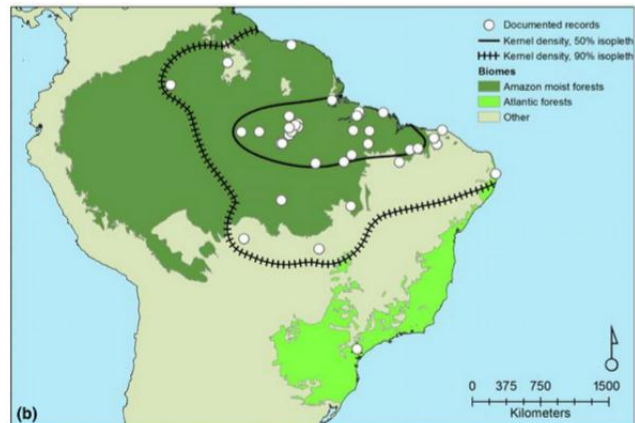 Documented records
Kernel density, 50% isopleth
Kernel density, 90% isopleth
Biomes
Amazon moist forests
Atlantic forests
Other
0 375 750 1500
Kilometers
(b)